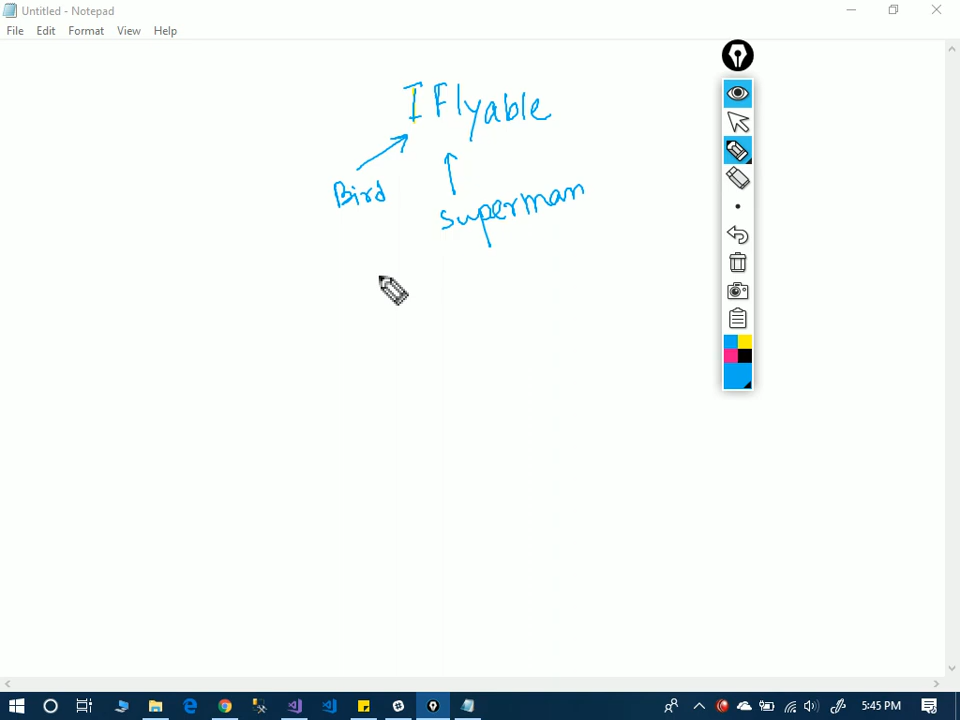 Untitled - Notepad
File Edit Format View Help
IFlyable
Bird
superman
5:45 PM